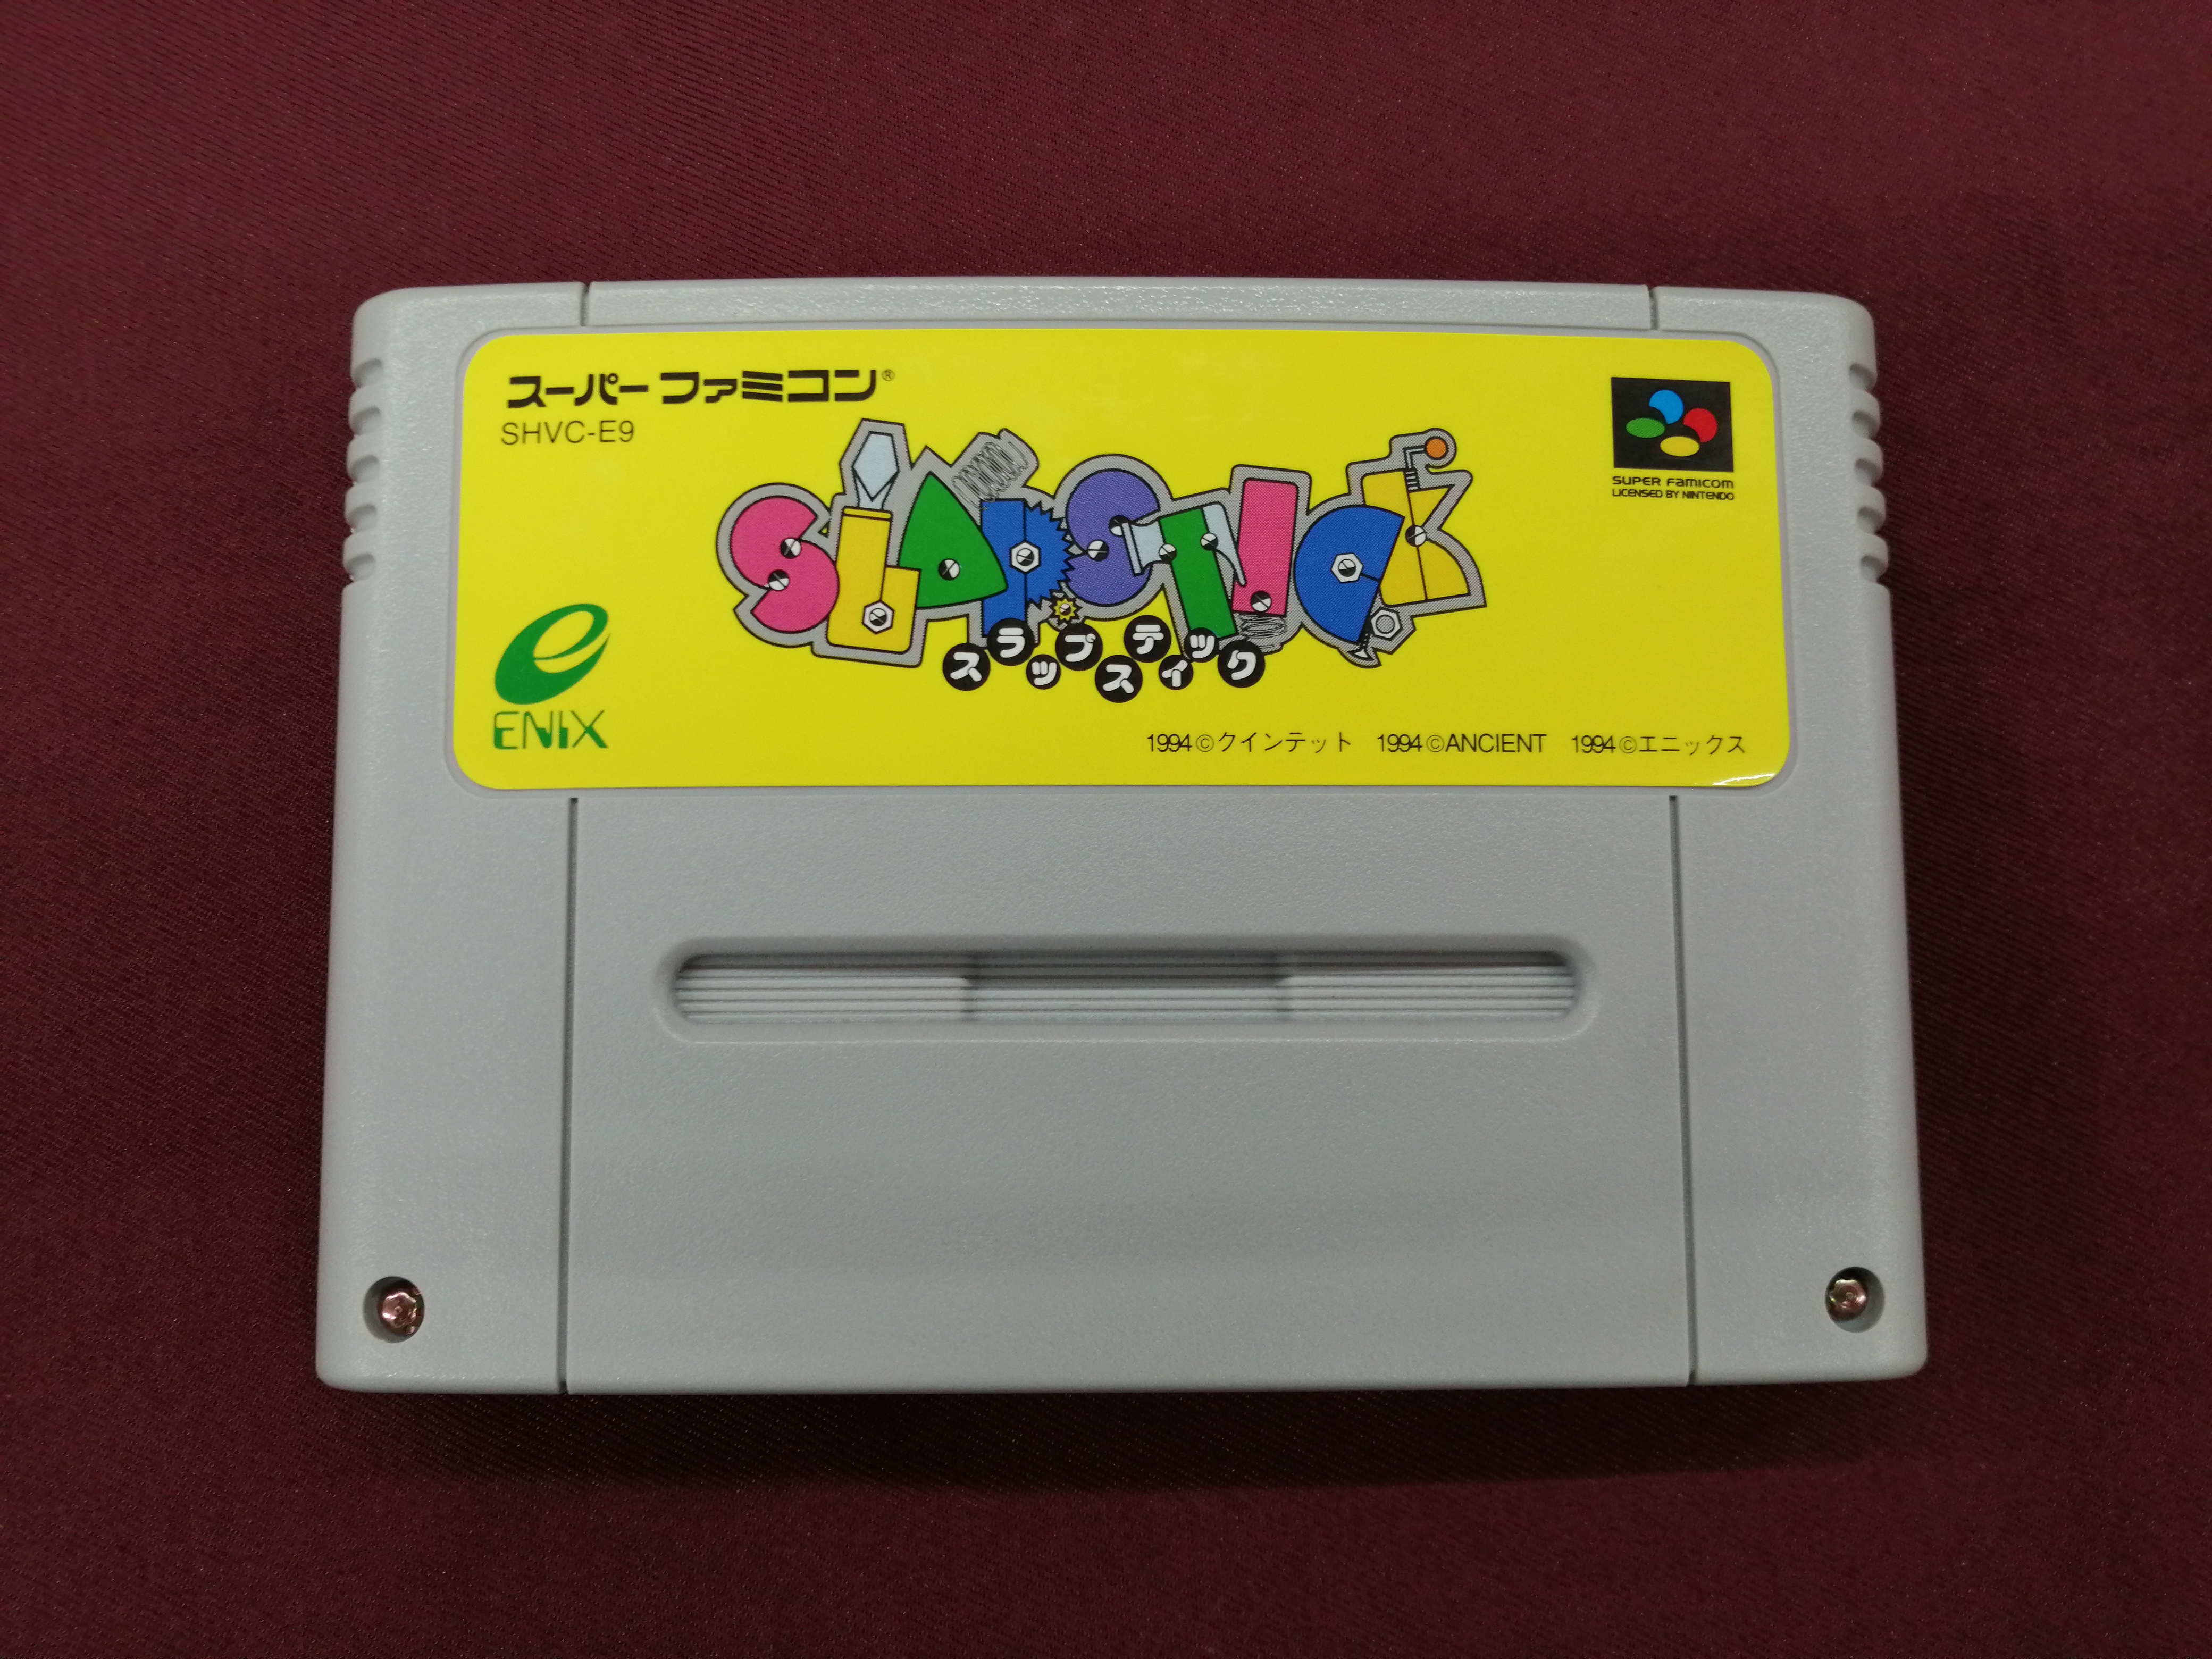 スーパーファミコン®
SHVC-E9
SLAPSTICK
スラップスティック
SUPER FAMICOM
LICENSED BY NINTENDO
ENIX
1994©クインテット 1994©ANCIENT 1994©エニックス